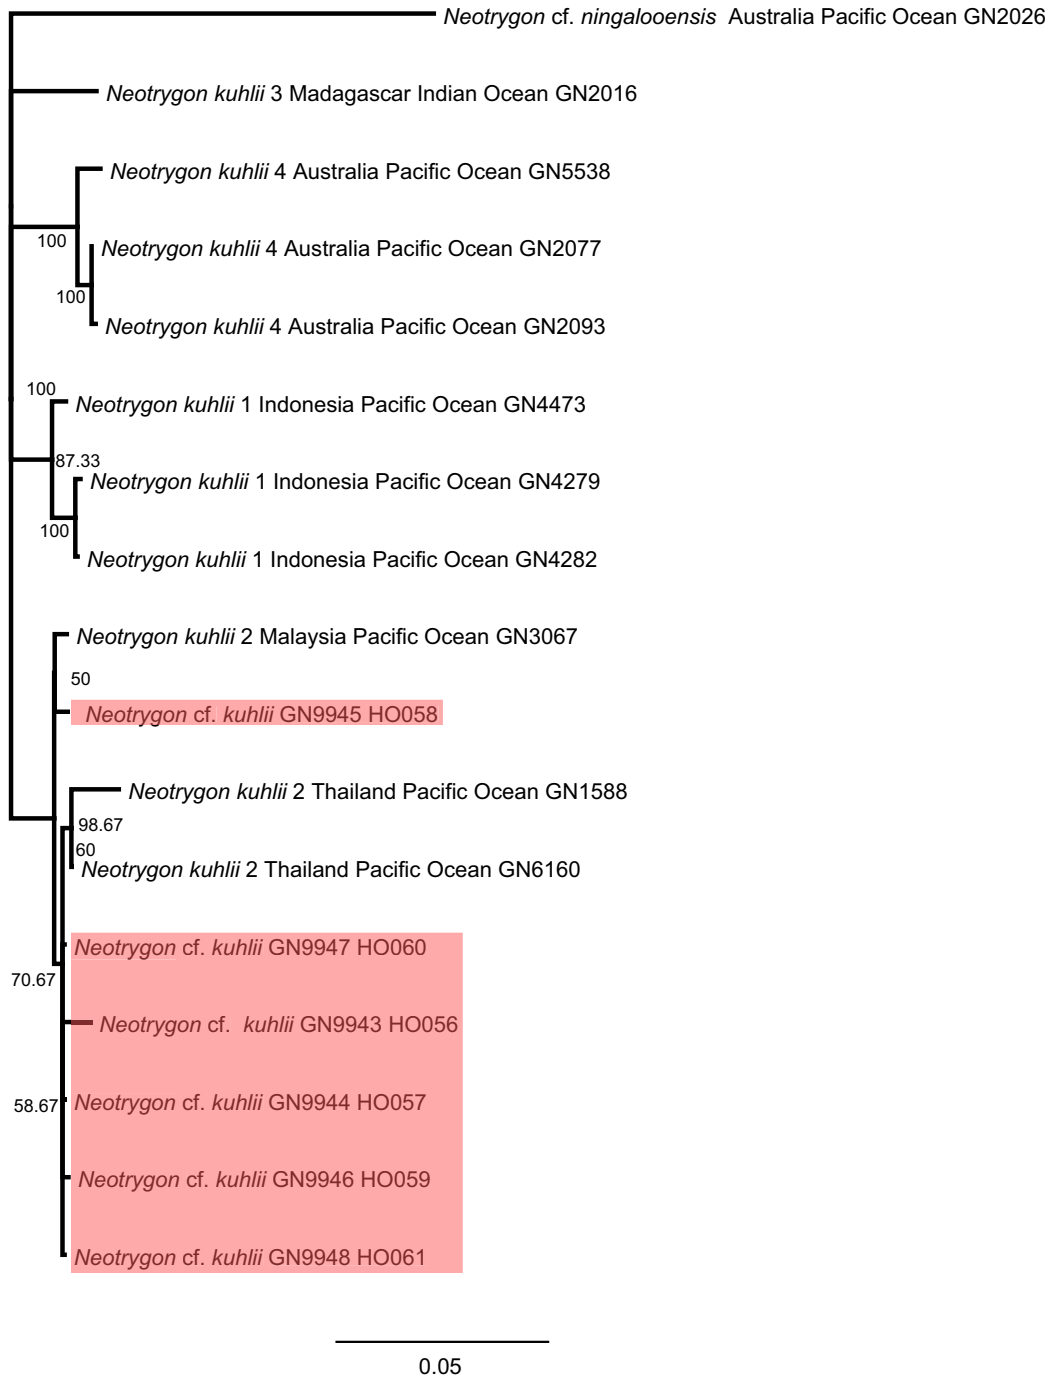 Neotrygon cf. ningalooensis Australia Pacific Ocean GN2026
Neotrygon kuhlii 3 Madagascar Indian Ocean GN2016
Neotrygon kuhlii 4 Australia Pacific Ocean GN5538
100
Neotrygon kuhlii 4 Australia Pacific Ocean GN2077
100
Neotrygon kuhlii 4 Australia Pacific Ocean GN2093
100
Neotrygon kuhlii 1 Indonesia Pacific Ocean GN4473
87.33
Neotrygon kuhlii 1 Indonesia Pacific Ocean GN4279
100
Neotrygon kuhlii 1 Indonesia Pacific Ocean GN4282
Neotrygon kuhlii 2 Malaysia Pacific Ocean GN3067
50
Neotrygon cf. kuhlii GN9945 HO058
Neotrygon kuhlii 2 Thailand Pacific Ocean GN1588
98.67
60
Neotrygon kuhlii 2 Thailand Pacific Ocean GN6160
Neotrygon cf. kuhlii GN9947 HO060
70.67
Neotrygon cf. kuhlii GN9943 HO056
58.67
Neotrygon cf. kuhlii GN9944 HO057
Neotrygon cf. kuhlii GN9946 HO059
Neotrygon cf. kuhlii GN9948 HO061
0.05